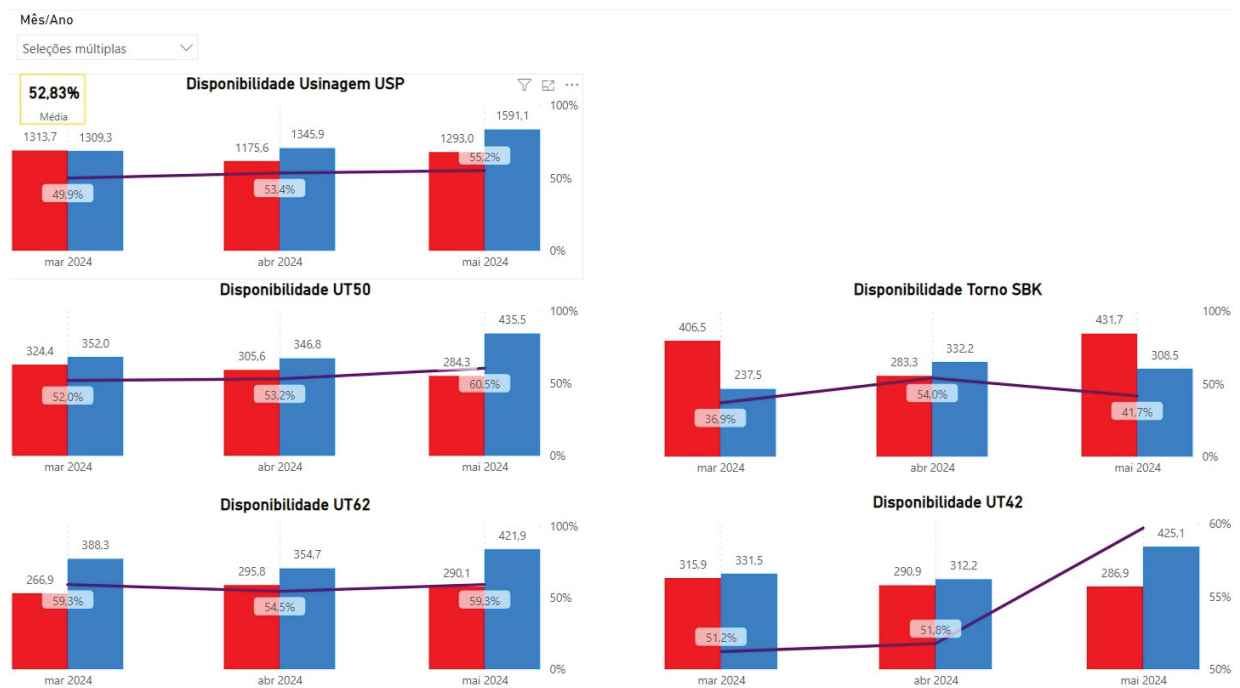 Mês/Ano
Seleções múltiplas
52,83%
Média
Disponibilidade Usinagem USP
100%
50%
0%
1313,7
1309,3
1175,6
1345,9
1293,0
1591,1
49,9%
53,4%
55,2%
mar 2024
abr 2024
mai 2024
Disponibilidade UT50
100%
50%
0%
324,4
352,0
305,6
346,8
284,3
435,5
52,0%
53,2%
60,5%
mar 2024
abr 2024
mai 2024
Disponibilidade Torno SBK
100%
50%
0%
406,5
237,5
283,3
332,2
431,7
308,5
36,9%
54,0%
41,7%
mar 2024
abr 2024
mai 2024
Disponibilidade UT62
100%
50%
0%
266,9
388,3
295,8
354,7
290,1
421,9
59,3%
54,5%
59,3%
mar 2024
abr 2024
mai 2024
Disponibilidade UT42
60%
55%
50%
315,9
331,5
290,9
312,2
286,9
425,1
51,2%
51,8%
mar 2024
abr 2024
mai 2024